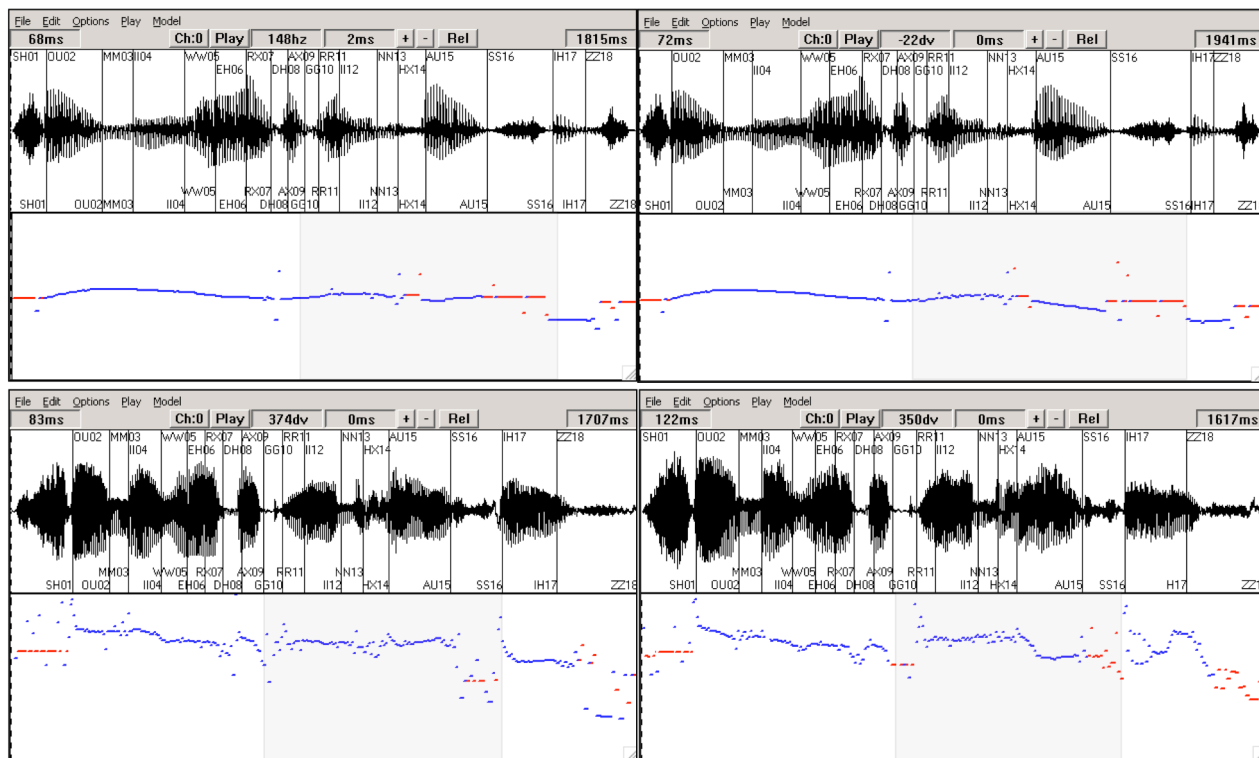 File Edit Options Play Model
68ms Ch:0 Play 148hz 2ms + - Rel 1815ms
SH01 OU02 MM03 II04 WW05 RX07 AX09 RR11 NN13 AU15 SS16 IH17 ZZ18
EH06 DH08 GG10 II12 HX14
WW05 RX07 AX09 RR11 NN13
SH01 OU02 MM03 II04 EH06 DH08 GG10 II12 HX14 AU15 SS16 IH17 ZZ18
File Edit Options Play Model
72ms Ch:0 Play -22dv 0ms + - Rel 1941ms
OU02 MM03 WW05 RX07 AX09 RR11 NN13 AU15 SS16 IH17 ZZ18
II04 EH06 DH08 GG10 II12 HX14
MM03 WW05 RX07 AX09 RR11 NN13
SH01 OU02 II04 EH06 DH08 GG10 II12 HX14 AU15 SS16 IH17 ZZ1
File Edit Options Play Model
83ms Ch:0 Play 374dv 0ms + - Rel 1707ms
OU02 MM03 WW05 RX07 AX09 RR11 NN13 AU15 SS16 IH17 ZZ18
II04 EH06 DH08 GG10 II12 HX14
MM03 WW05 RX07 AX09 RR11 NN13
SH01 OU02 II04 EH06 DH08 GG10 II12 HX14 AU15 SS16 IH17 ZZ18
File Edit Options Play Model
122ms Ch:0 Play 350dv 0ms + - Rel 1617ms
SH01 OU02 MM03 WW05 RX07 AX09 RR11 NN13 AU15 SS16 IH17 ZZ18
II04 EH06 DH08 GG10 II12 HX14
MM03 WW05 RX07 AX09 RR11 NN13
SH01 OU02 II04 EH06 DH08 GG10 II12 HX14 AU15 SS16 H17 ZZ18